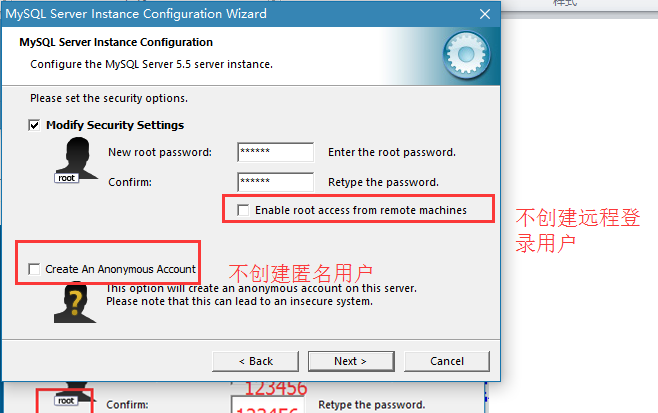 样式
MySQL Server Instance Configuration Wizard
MySQL Server Instance Configuration
Configure the MySQL Server 5.5 server instance.
Please set the security options.
Modify Security Settings
New root password: ****** Enter the root password.
root
Confirm: ****** Retype the password.
Enable root access from remote machines
不创建远程登
录用户
Create An Anonymous Account
不创建匿名用户
This option will create an anonymous account on this server.
Please note that this can lead to an insecure system.
< Back Next > Cancel
123456
root
Confirm: 123456 Retype the password.